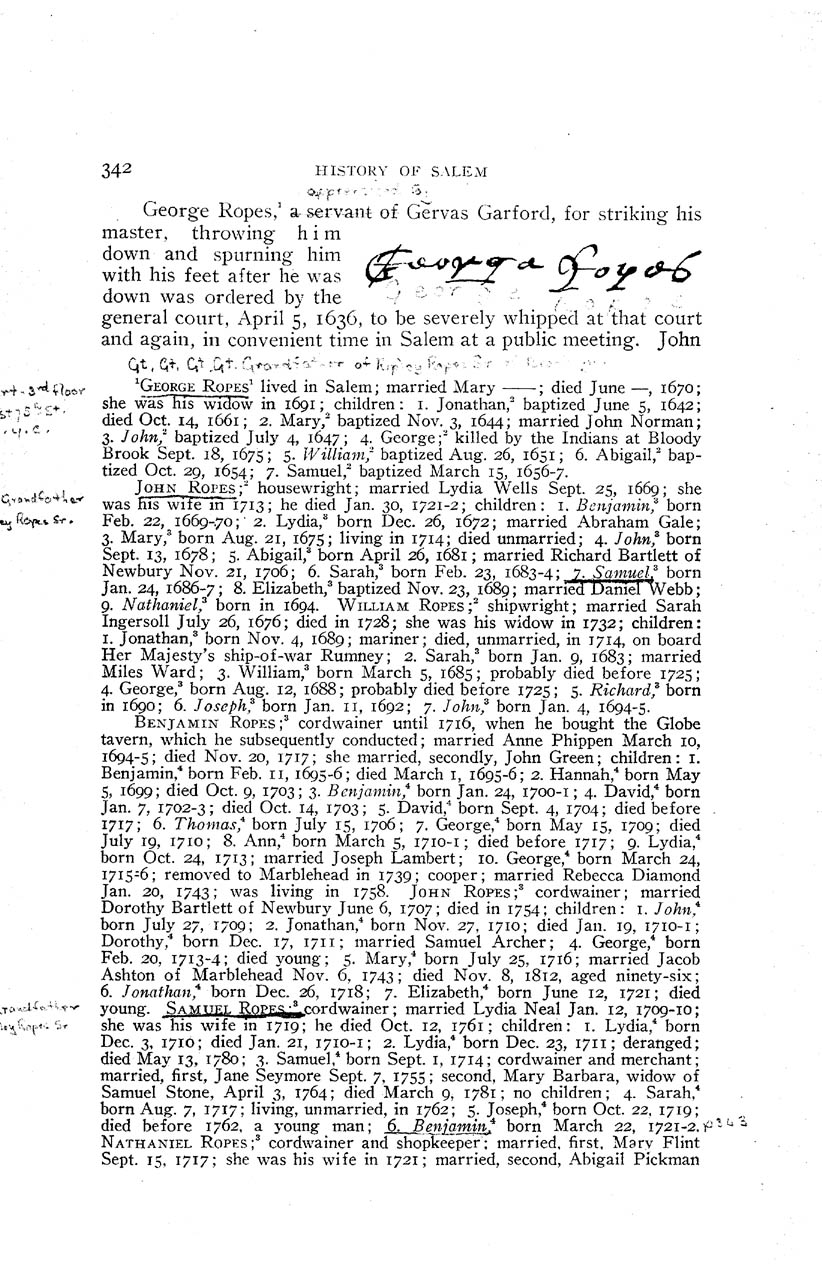 342 HISTORY OF SALEM
apprenticed to
George Ropes,¹ a servant of Gervas Garford, for striking his
master, throwing him
down and spurning him
with his feet after he was
down was ordered by the
George Ropes
general court, April 5, 1636, to be severely whipped at that court
and again, in convenient time in Salem at a public meeting. John
Gt, Gt, Gt, Gt. Grandfather of Ripley Ropes Sr.
¹GEORGE ROPES¹ lived in Salem; married Mary ——; died June —, 1670;
she was his widow in 1691; children: 1. Jonathan,² baptized June 5, 1642;
died Oct. 14, 1661; 2. Mary,² baptized Nov. 3, 1644; married John Norman;
3. John,² baptized July 4, 1647; 4. George;² killed by the Indians at Bloody
Brook Sept. 18, 1675; 5. William,² baptized Aug. 26, 1651; 6. Abigail,² bap-
tized Oct. 29, 1654; 7. Samuel,² baptized March 15, 1656-7.
3rd floor
Grandfather
Ropes Sr.
JOHN ROPES;² housewright; married Lydia Wells Sept. 25, 1669; she
was his wife in 1713; he died Jan. 30, 1721-2; children: 1. Benjamin,³ born
Feb. 22, 1669-70; 2. Lydia,³ born Dec. 26, 1672; married Abraham Gale;
3. Mary,³ born Aug. 21, 1675; living in 1714; died unmarried; 4. John,³ born
Sept. 13, 1678; 5. Abigail,³ born April 26, 1681; married Richard Bartlett of
Newbury Nov. 21, 1706; 6. Sarah,³ born Feb. 23, 1683-4; 7. Samuel,³ born
Jan. 24, 1686-7; 8. Elizabeth,³ baptized Nov. 23, 1689; married Daniel Webb;
9. Nathaniel,³ born in 1694. WILLIAM ROPES;² shipwright; married Sarah
Ingersoll July 26, 1676; died in 1728; she was his widow in 1732; children:
1. Jonathan,³ born Nov. 4, 1689; mariner; died, unmarried, in 1714, on board
Her Majesty's ship-of-war Rumney; 2. Sarah,³ born Jan. 9, 1683; married
Miles Ward; 3. William,³ born March 5, 1685; probably died before 1725;
4. George,³ born Aug. 12, 1688; probably died before 1725; 5. Richard,³ born
in 1690; 6. Joseph,³ born Jan. 11, 1692; 7. John,³ born Jan. 4, 1694-5.
BENJAMIN ROPES;³ cordwainer until 1716, when he bought the Globe
tavern, which he subsequently conducted; married Anne Phippen March 10,
1694-5; died Nov. 20, 1717; she married, secondly, John Green; children: 1.
Benjamin,⁴ born Feb. 11, 1695-6; died March 1, 1695-6; 2. Hannah,⁴ born May
5, 1699; died Oct. 9, 1703; 3. Benjamin,⁴ born Jan. 24, 1700-1; 4. David,⁴ born
Jan. 7, 1702-3; died Oct. 14, 1703; 5. David,⁴ born Sept. 4, 1704; died before
1717; 6. Thomas,⁴ born July 15, 1706; 7. George,⁴ born May 15, 1709; died
July 19, 1710; 8. Ann,⁴ born March 5, 1710-1; died before 1717; 9. Lydia,⁴
born Oct. 24, 1713; married Joseph Lambert; 10. George,⁴ born March 24,
1715-6; removed to Marblehead in 1739; cooper; married Rebecca Diamond
Jan. 20, 1743; was living in 1758. JOHN ROPES;³ cordwainer; married
Dorothy Bartlett of Newbury June 6, 1707; died in 1754; children: 1. John,⁴
born July 27, 1709; 2. Jonathan,⁴ born Nov. 27, 1710; died Jan. 19, 1710-1;
Dorothy,⁴ born Dec. 17, 1711; married Samuel Archer; 4. George,⁴ born
Feb. 20, 1713-4; died young; 5. Mary,⁴ born July 25, 1716; married Jacob
Ashton of Marblehead Nov. 6, 1743; died Nov. 8, 1812, aged ninety-six;
6. Jonathan,⁴ born Dec. 26, 1718; 7. Elizabeth,⁴ born June 12, 1721; died
young. SAMUEL ROPES;³ cordwainer; married Lydia Neal Jan. 12, 1709-10;
she was his wife in 1719; he died Oct. 12, 1761; children: 1. Lydia,⁴ born
Dec. 3, 1710; died Jan. 21, 1710-1; 2. Lydia,⁴ born Dec. 23, 1711; deranged;
died May 13, 1780; 3. Samuel,⁴ born Sept. 1, 1714; cordwainer and merchant;
married, first, Jane Seymore Sept. 7, 1755; second, Mary Barbara, widow of
Samuel Stone, April 3, 1764; died March 9, 1781; no children; 4. Sarah,⁴
born Aug. 7, 1717; living, unmarried, in 1762; 5. Joseph,⁴ born Oct. 22, 1719;
died before 1762, a young man; 6. Benjamin,⁴ born March 22, 1721-2. p343
NATHANIEL ROPES;³ cordwainer and shopkeeper; married, first, Mary Flint
Sept. 15, 1717; she was his wife in 1721; married, second, Abigail Pickman